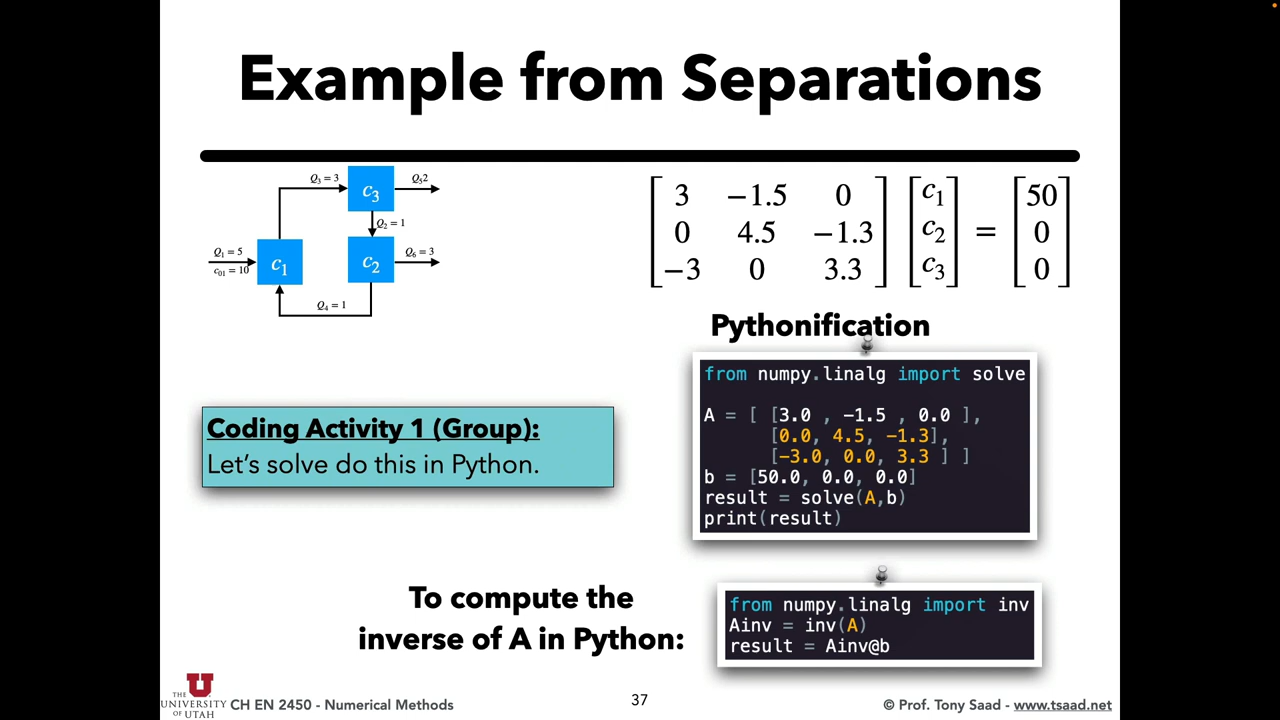 Example from Separations
Q3 = 3
c3
Q52
Q2 = 1
Q1 = 5
c01 = 10
c1
c2
Q6 = 3
Q4 = 1
[3 −1.5 0] [c1] [50]
[0 4.5 −1.3] [c2] = [0]
[−3 0 3.3] [c3] [0]
Pythonification
from numpy.linalg import solve
A = [ [3.0 , −1.5 , 0.0 ],
[0.0, 4.5, −1.3],
[−3.0, 0.0, 3.3 ] ]
b = [50.0, 0.0, 0.0]
result = solve(A,b)
print(result)
Coding Activity 1 (Group):
Let’s solve do this in Python.
To compute the
inverse of A in Python:
from numpy.linalg import inv
Ainv = inv(A)
result = Ainv@b
THE
UNIVERSITY
OF UTAH
CH EN 2450 - Numerical Methods
37
© Prof. Tony Saad - www.tsaad.net